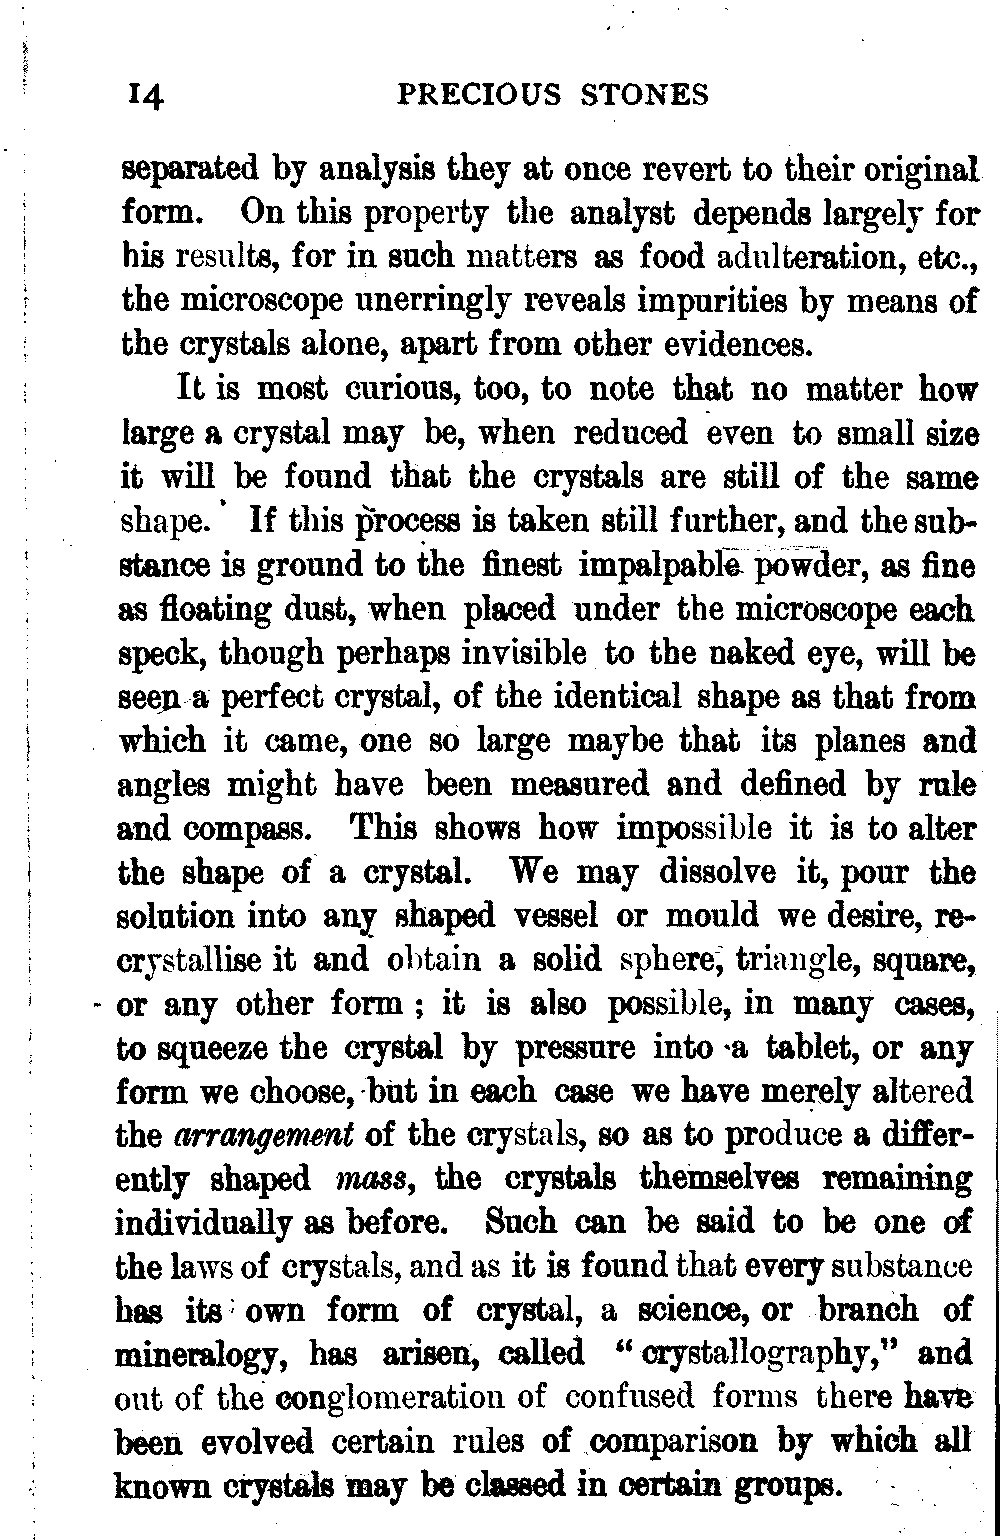 14 PRECIOUS STONES
separated by analysis they at once revert to their original
form. On this property the analyst depends largely for
his results, for in such matters as food adulteration, etc.,
the microscope unerringly reveals impurities by means of
the crystals alone, apart from other evidences.
It is most curious, too, to note that no matter how
large a crystal may be, when reduced even to small size
it will be found that the crystals are still of the same
shape. If this process is taken still further, and the sub-
stance is ground to the finest impalpable powder, as fine
as floating dust, when placed under the microscope each
speck, though perhaps invisible to the naked eye, will be
seen a perfect crystal, of the identical shape as that from
which it came, one so large maybe that its planes and
angles might have been measured and defined by rule
and compass. This shows how impossible it is to alter
the shape of a crystal. We may dissolve it, pour the
solution into any shaped vessel or mould we desire, re-
crystallise it and obtain a solid sphere, triangle, square,
or any other form ; it is also possible, in many cases,
to squeeze the crystal by pressure into a tablet, or any
form we choose, but in each case we have merely altered
the arrangement of the crystals, so as to produce a differ-
ently shaped mass, the crystals themselves remaining
individually as before. Such can be said to be one of
the laws of crystals, and as it is found that every substance
has its own form of crystal, a science, or branch of
mineralogy, has arisen, called "crystallography," and
out of the conglomeration of confused forms there have
been evolved certain rules of comparison by which all
known crystals may be classed in certain groups.